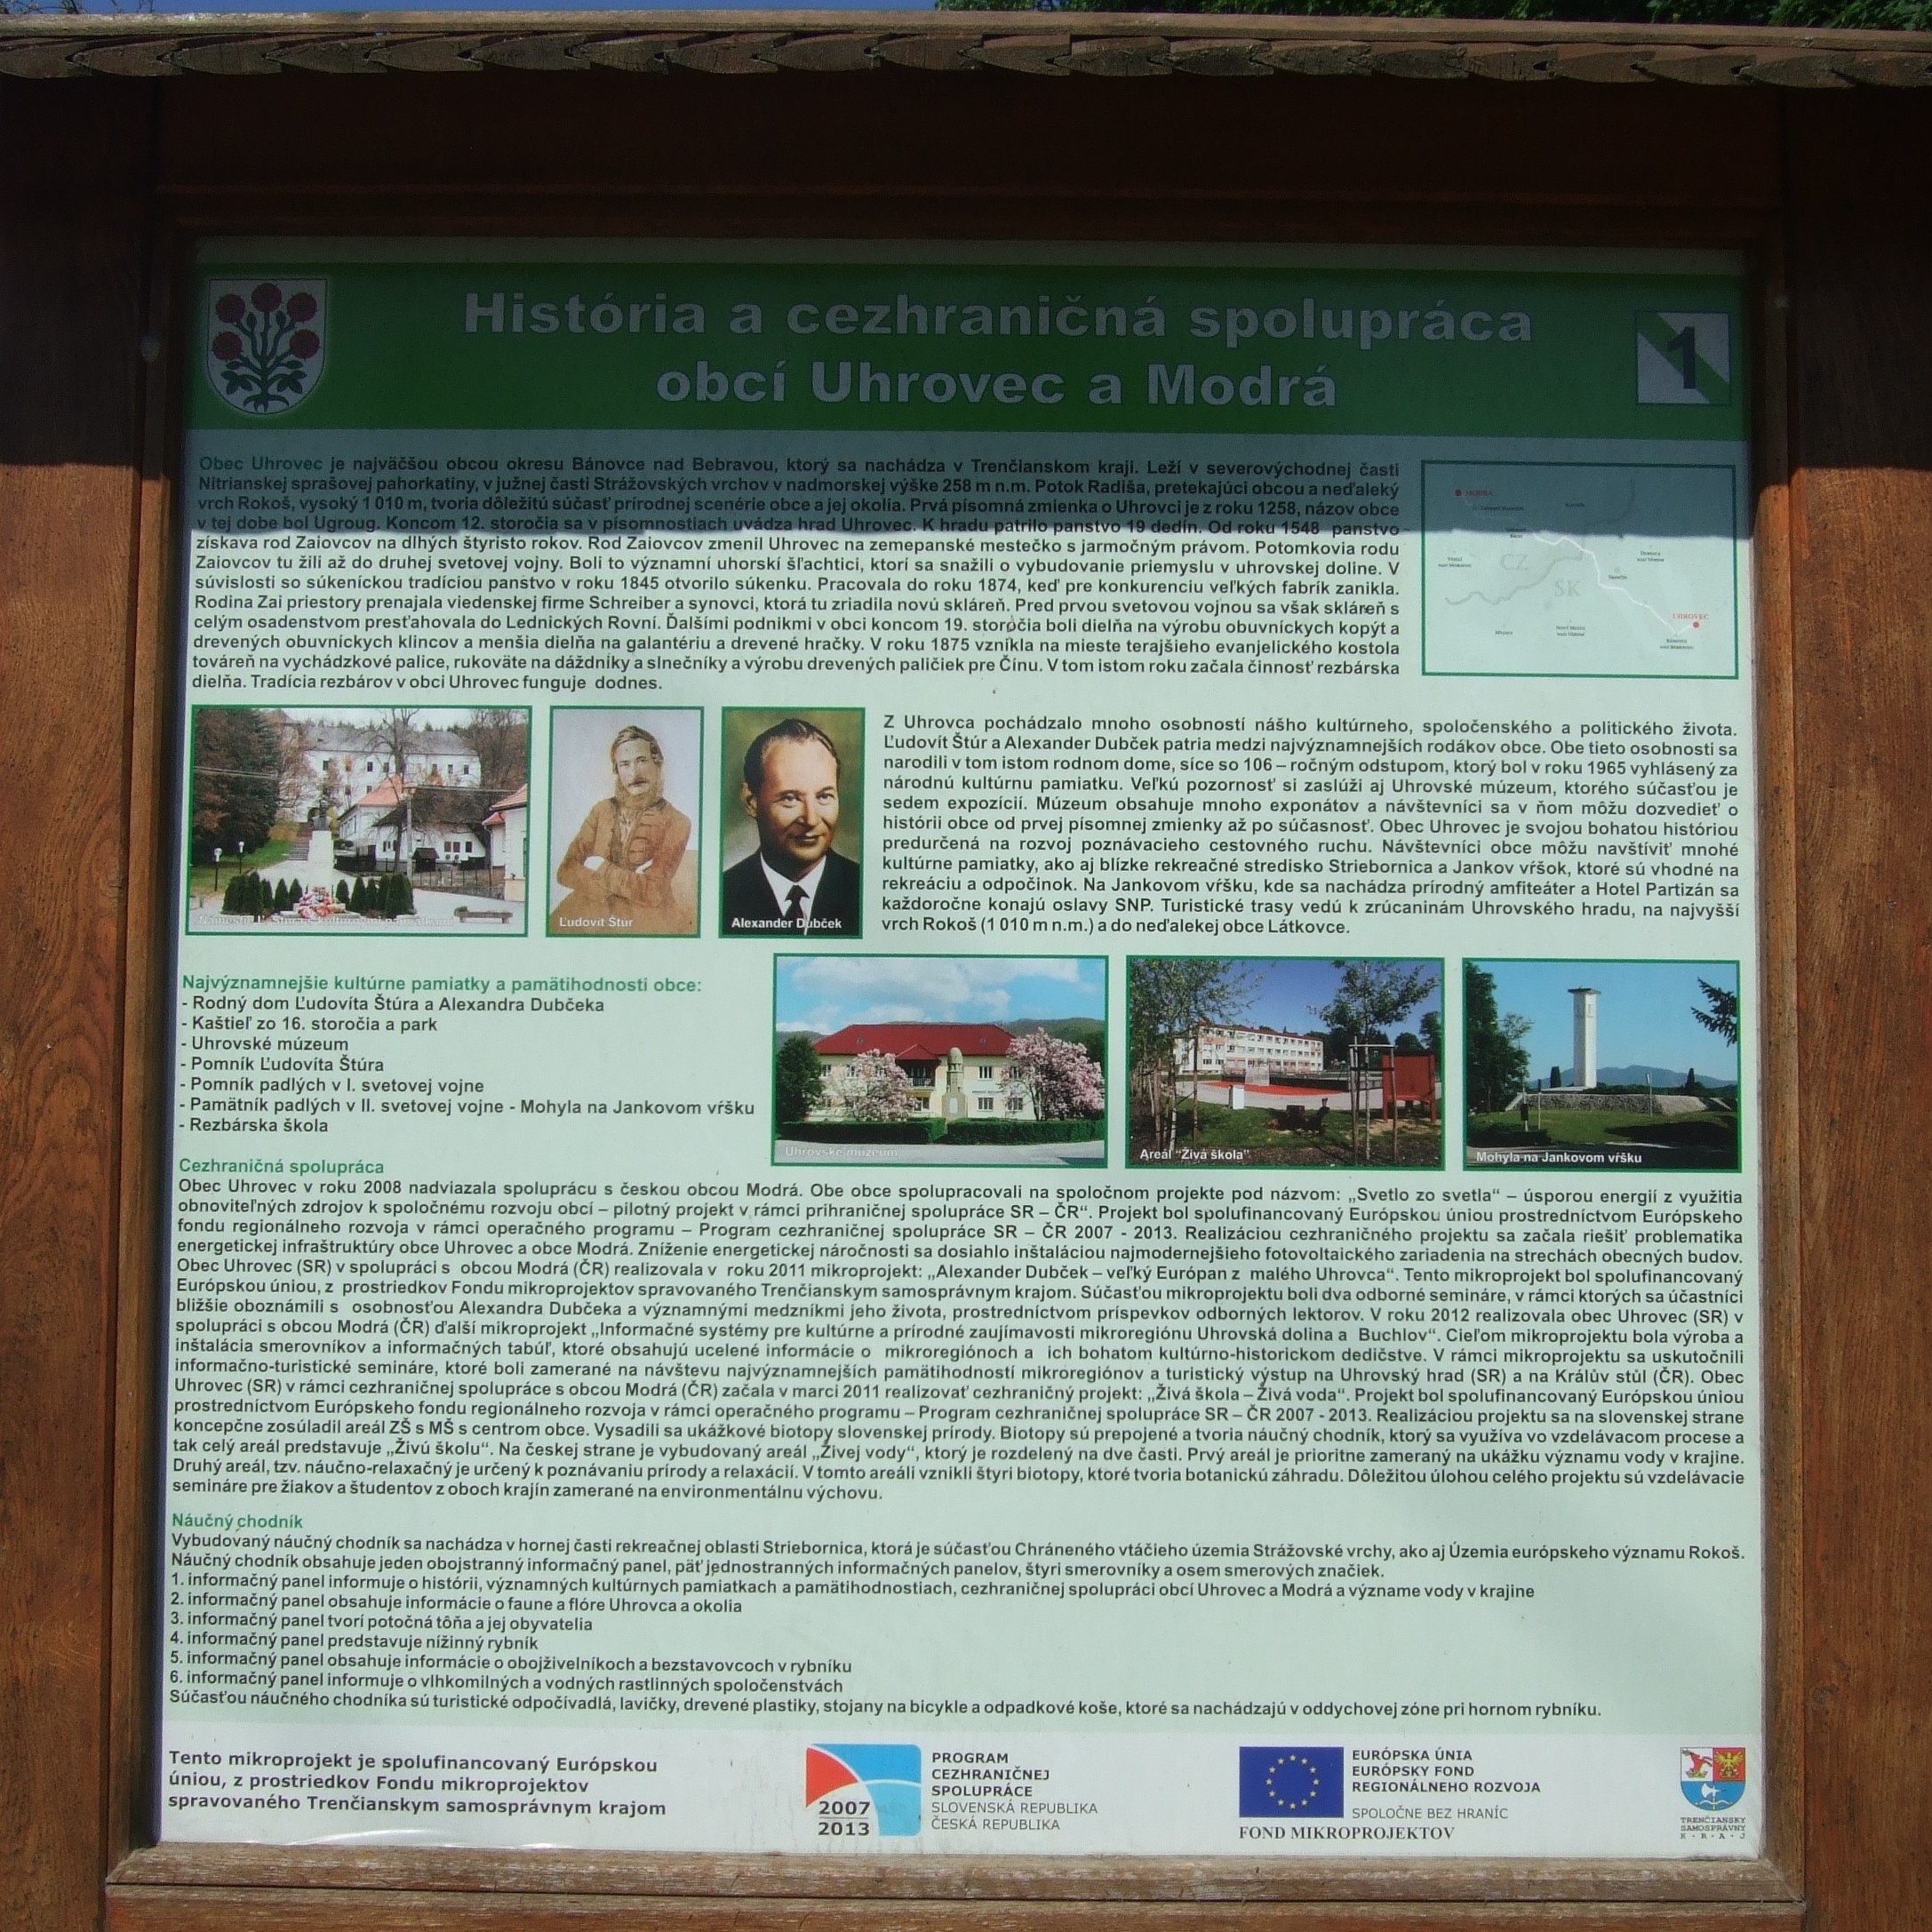 História a cezhraničná spolupráca
obcí Uhrovec a Modrá
1
Obec Uhrovec je najväčšou obcou okresu Bánovce nad Bebravou, ktorý sa nachádza v Trenčianskom kraji. Leží v severovýchodnej časti
Nitrianskej sprašovej pahorkatiny, v južnej časti Strážovských vrchov v nadmorskej výške 258 m n.m. Potok Radiša, pretekajúci obcou a neďaleký
vrch Rokoš, vysoký 1 010 m, tvoria dôležitú súčasť prírodnej scenérie obce a jej okolia. Prvá písomná zmienka o Uhrovci je z roku 1258, názov obce
v tej dobe bol Ugroug. Koncom 12. storočia sa v písomnostiach uvádza hrad Uhrovec. K hradu patrilo panstvo 19 dedín. Od roku 1548 panstvo
získava rod Zaiovcov na dlhých štyristo rokov. Rod Zaiovcov zmenil Uhrovec na zemepanské mestečko s jarmočným právom. Potomkovia rodu
Zaiovcov tu žili až do druhej svetovej vojny. Boli to významní uhorskí šľachtici, ktorí sa snažili o vybudovanie priemyslu v uhrovskej doline. V
súvislosti so súkeníckou tradíciou panstvo v roku 1845 otvorilo súkenku. Pracovala do roku 1874, keď pre konkurenciu veľkých fabrík zanikla.
Rodina Zai priestory prenajala viedenskej firme Schreiber a synovci, ktorá tu zriadila novú skláreň. Pred prvou svetovou vojnou sa však skláreň s
celým osadenstvom presťahovala do Lednických Rovní. Ďalšími podnikmi v obci koncom 19. storočia boli dielňa na výrobu obuvníckych kopýt a
drevených obuvníckych klincov a menšia dielňa na galantériu a drevené hračky. V roku 1875 vznikla na mieste terajšieho evanjelického kostola
továreň na vychádzkové palice, rukoväte na dáždniky a slnečníky a výrobu drevených paličiek pre Čínu. V tom istom roku začala činnosť rezbárska
dielňa. Tradícia rezbárov v obci Uhrovec funguje dodnes.
MODRÁ
CZ
SK
UHROVEC
Ľudovít Štúr
Alexander Dubček
Z Uhrovca pochádzalo mnoho osobností nášho kultúrneho, spoločenského a politického života.
Ľudovít Štúr a Alexander Dubček patria medzi najvýznamnejších rodákov obce. Obe tieto osobnosti sa
narodili v tom istom rodnom dome, síce so 106 – ročným odstupom, ktorý bol v roku 1965 vyhlásený za
národnú kultúrnu pamiatku. Veľkú pozornosť si zaslúži aj Uhrovské múzeum, ktorého súčasťou je
sedem expozícií. Múzeum obsahuje mnoho exponátov a návštevníci sa v ňom môžu dozvedieť o
histórii obce od prvej písomnej zmienky až po súčasnosť. Obec Uhrovec je svojou bohatou históriou
predurčená na rozvoj poznávacieho cestovného ruchu. Návštevníci obce môžu navštíviť mnohé
kultúrne pamiatky, ako aj blízke rekreačné stredisko Striebornica a Jankov vŕšok, ktoré sú vhodné na
rekreáciu a odpočinok. Na Jankovom vŕšku, kde sa nachádza prírodný amfiteáter a Hotel Partizán sa
každoročne konajú oslavy SNP. Turistické trasy vedú k zrúcaninám Uhrovského hradu, na najvyšší
vrch Rokoš (1 010 m n.m.) a do neďalekej obce Látkovce.
Najvýznamnejšie kultúrne pamiatky a pamätihodnosti obce:
- Rodný dom Ľudovíta Štúra a Alexandra Dubčeka
- Kaštieľ zo 16. storočia a park
- Uhrovské múzeum
- Pomník Ľudovíta Štúra
- Pomník padlých v I. svetovej vojne
- Pamätník padlých v II. svetovej vojne - Mohyla na Jankovom vŕšku
- Rezbárska škola
Uhrovské múzeum
Areál "Živá škola"
Mohyla na Jankovom vŕšku
Cezhraničná spolupráca
Obec Uhrovec v roku 2008 nadviazala spoluprácu s českou obcou Modrá. Obe obce spolupracovali na spoločnom projekte pod názvom: „Svetlo zo svetla“ – úsporou energií z využitia
obnoviteľných zdrojov k spoločnému rozvoju obcí – pilotný projekt v rámci prihraničnej spolupráce SR – ČR“. Projekt bol spolufinancovaný Európskou úniou prostredníctvom Európskeho
fondu regionálneho rozvoja v rámci operačného programu – Program cezhraničnej spolupráce SR – ČR 2007 - 2013. Realizáciou cezhraničného projektu sa začala riešiť problematika
energetickej infraštruktúry obce Uhrovec a obce Modrá. Zníženie energetickej náročnosti sa dosiahlo inštaláciou najmodernejšieho fotovoltaického zariadenia na strechách obecných budov.
Obec Uhrovec (SR) v spolupráci s obcou Modrá (ČR) realizovala v roku 2011 mikroprojekt: „Alexander Dubček – veľký Európan z malého Uhrovca“. Tento mikroprojekt bol spolufinancovaný
Európskou úniou, z prostriedkov Fondu mikroprojektov spravovaného Trenčianskym samosprávnym krajom. Súčasťou mikroprojektu boli dva odborné semináre, v rámci ktorých sa účastníci
bližšie oboznámili s osobnosťou Alexandra Dubčeka a významnými medzníkmi jeho života, prostredníctvom príspevkov odborných lektorov. V roku 2012 realizovala obec Uhrovec (SR) v
spolupráci s obcou Modrá (ČR) ďalší mikroprojekt „Informačné systémy pre kultúrne a prírodné zaujímavosti mikroregiónu Uhrovská dolina a Buchlov“. Cieľom mikroprojektu bola výroba a
inštalácia smerovníkov a informačných tabúľ, ktoré obsahujú ucelené informácie o mikroregiónoch a ich bohatom kultúrno-historickom dedičstve. V rámci mikroprojektu sa uskutočnili
informačno-turistické semináre, ktoré boli zamerané na návštevu najvýznamnejších pamätihodností mikroregiónov a turistický výstup na Uhrovský hrad (SR) a na Králův stůl (ČR). Obec
Uhrovec (SR) v rámci cezhraničnej spolupráce s obcou Modrá (ČR) začala v marci 2011 realizovať cezhraničný projekt: „Živá škola – Živá voda“. Projekt bol spolufinancovaný Európskou úniou
prostredníctvom Európskeho fondu regionálneho rozvoja v rámci operačného programu – Program cezhraničnej spolupráce SR – ČR 2007 - 2013. Realizáciou projektu sa na slovenskej strane
koncepčne zosúladil areál ZŠ s MŠ s centrom obce. Vysadili sa ukážkové biotopy slovenskej prírody. Biotopy sú prepojené a tvoria náučný chodník, ktorý sa využíva vo vzdelávacom procese a
tak celý areál predstavuje „Živú školu“. Na českej strane je vybudovaný areál „Živej vody“, ktorý je rozdelený na dve časti. Prvý areál je prioritne zameraný na ukážku významu vody v krajine.
Druhý areál, tzv. náučno-relaxačný je určený k poznávaniu prírody a relaxácií. V tomto areáli vznikli štyri biotopy, ktoré tvoria botanickú záhradu. Dôležitou úlohou celého projektu sú vzdelávacie
semináre pre žiakov a študentov z oboch krajín zamerané na environmentálnu výchovu.
Náučný chodník
Vybudovaný náučný chodník sa nachádza v hornej časti rekreačnej oblasti Striebornica, ktorá je súčasťou Chráneného vtáčieho územia Strážovské vrchy, ako aj Územia európskeho významu Rokoš.
Náučný chodník obsahuje jeden obojstranný informačný panel, päť jednostranných informačných panelov, štyri smerovníky a osem smerových značiek.
1. informačný panel informuje o histórii, významných kultúrnych pamiatkach a pamätihodnostiach, cezhraničnej spolupráci obcí Uhrovec a Modrá a význame vody v krajine
2. informačný panel obsahuje informácie o faune a flóre Uhrovca a okolia
3. informačný panel tvorí potočná tôňa a jej obyvatelia
4. informačný panel predstavuje nížinný rybník
5. informačný panel obsahuje informácie o obojživelníkoch a bezstavovcoch v rybníku
6. informačný panel informuje o vlhkomilných a vodných rastlinných spoločenstvách
Súčasťou náučného chodníka sú turistické odpočívadlá, lavičky, drevené plastiky, stojany na bicykle a odpadkové koše, ktoré sa nachádzajú v oddychovej zóne pri hornom rybníku.
Tento mikroprojekt je spolufinancovaný Európskou
úniou, z prostriedkov Fondu mikroprojektov
spravovaného Trenčianskym samosprávnym krajom
2007
2013
PROGRAM
CEZHRANIČNEJ
SPOLUPRÁCE
SLOVENSKÁ REPUBLIKA
ČESKÁ REPUBLIKA
EURÓPSKA ÚNIA
EURÓPSKY FOND
REGIONÁLNEHO ROZVOJA
SPOLOČNE BEZ HRANÍC
FOND MIKROPROJEKTOV
TRENČIANSKY
SAMOSPRÁVNY
K · R · A · J